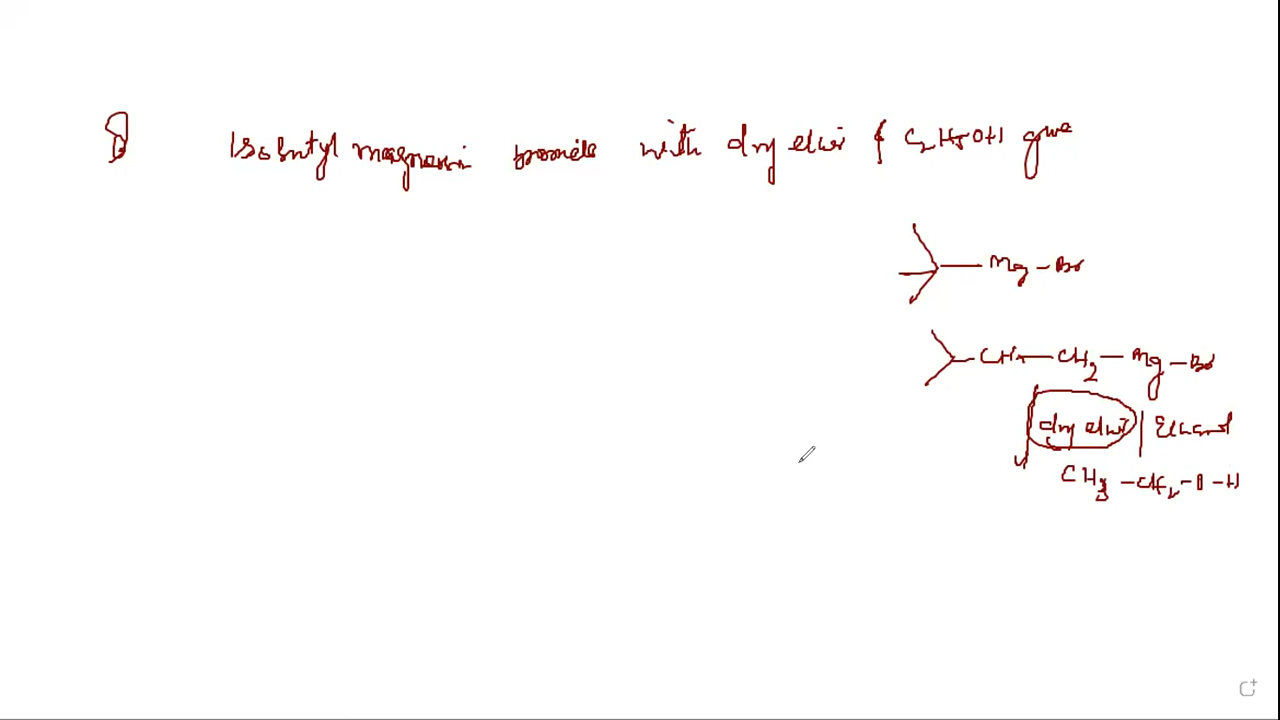 Q Isobutyl magnesium bromide with dry ether & C2H5OH give
Mg-Br
CH2-CH2-Mg-Br
dry ether | Ethanol
CH3-CH2-O-H